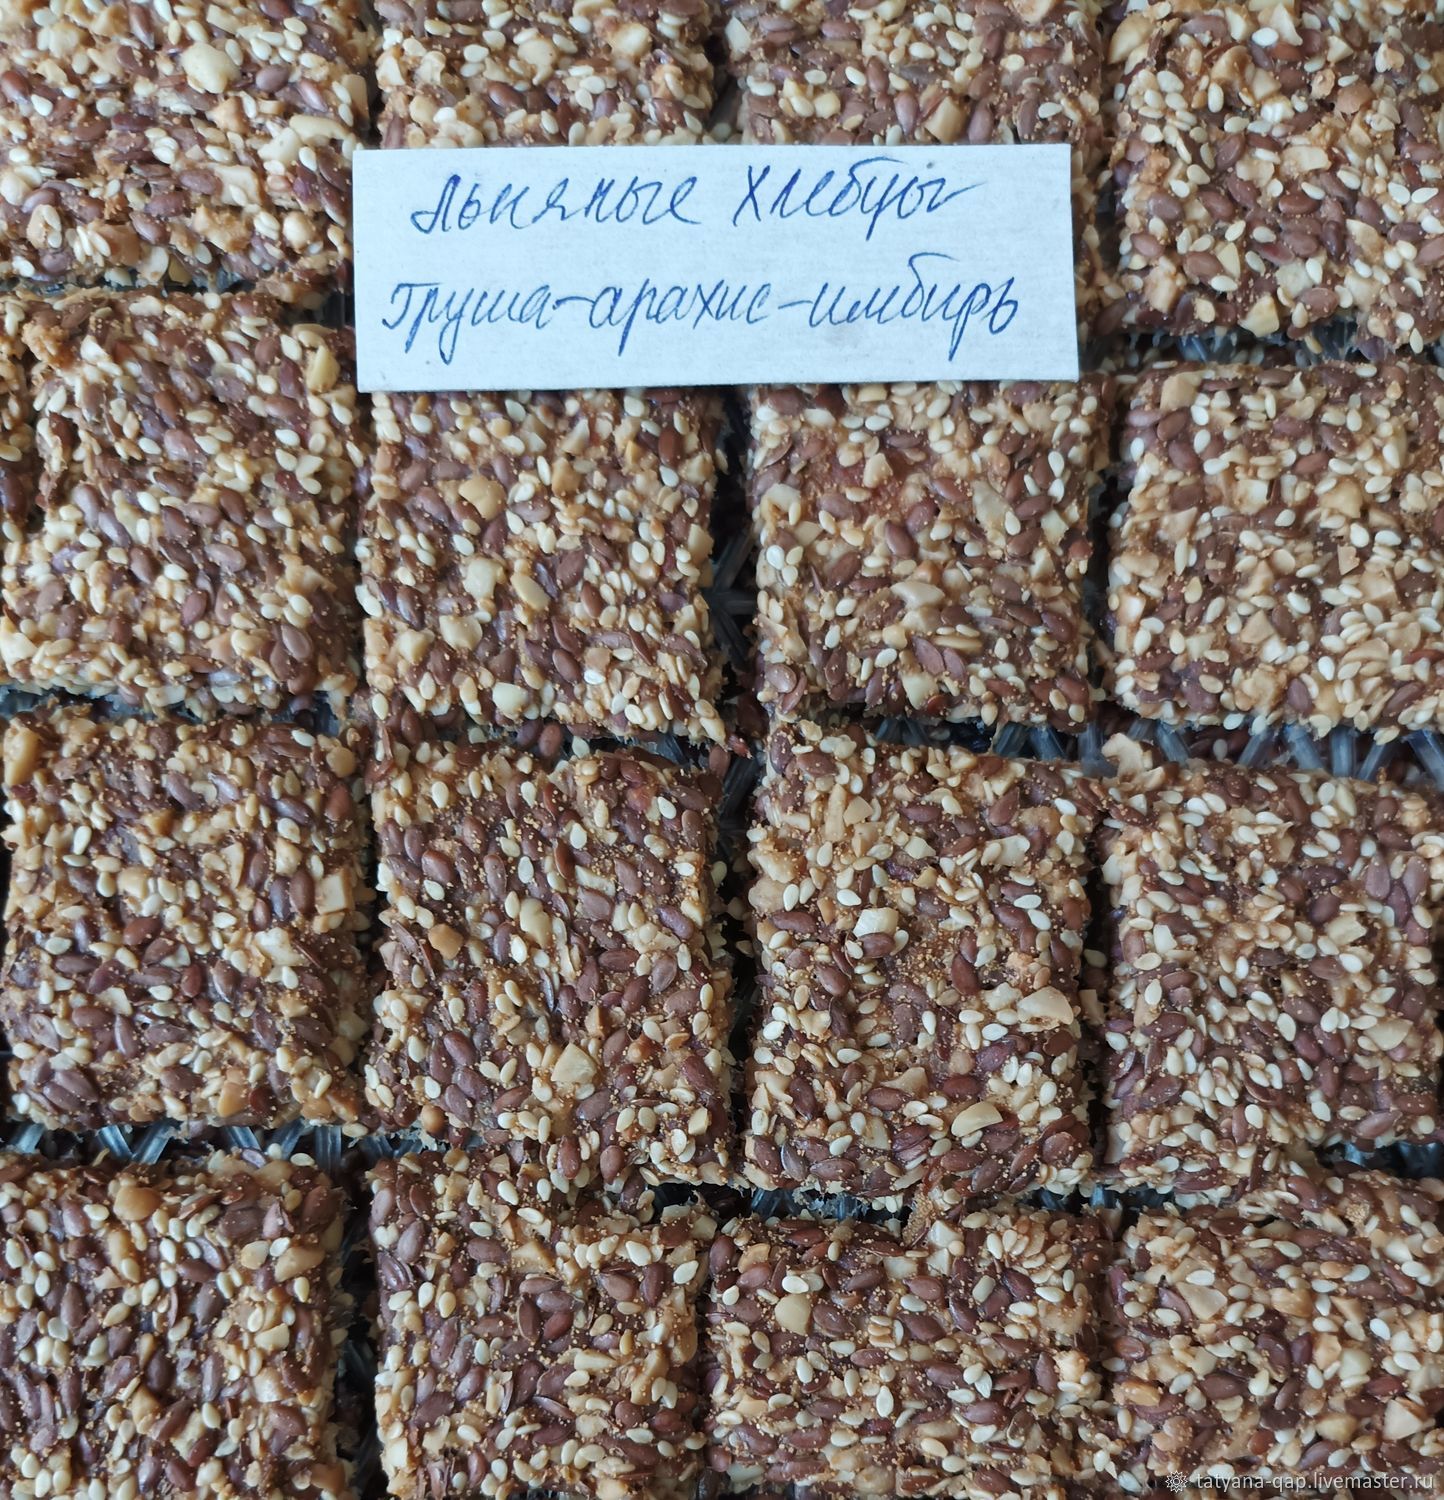 Льняные хлебцы
Груша-арахис-имбирь
tatyana-qap.livemaster.ru